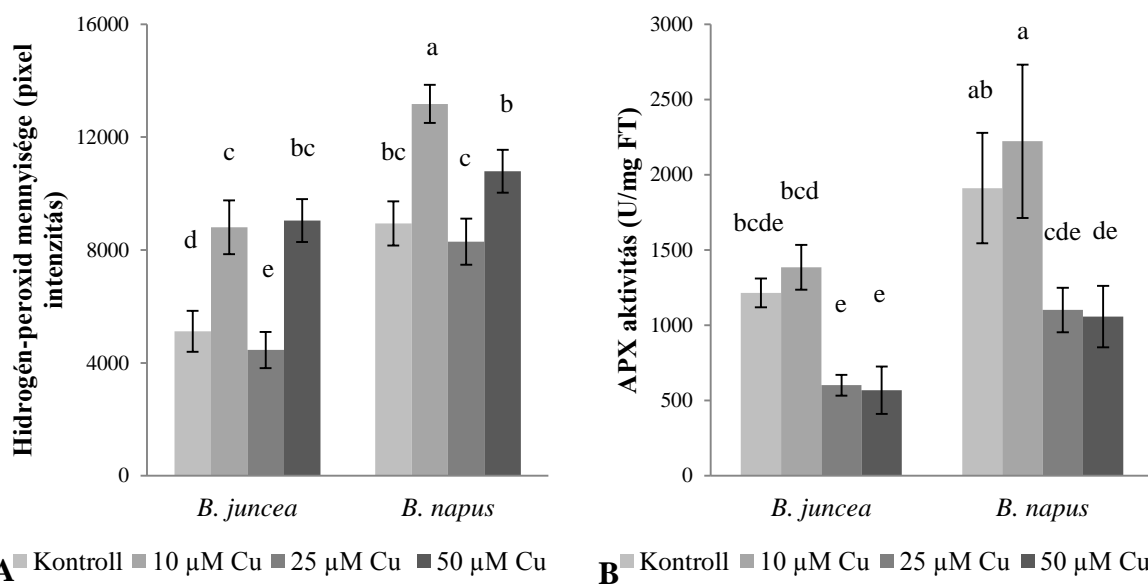 Hidrogén-peroxid mennyisége (pixel
intenzitás)
16000
12000
8000
4000
0
d
c
e
bc
bc
a
c
b
B. juncea
B. napus
A
Kontroll
10 µM Cu
25 µM Cu
50 µM Cu
APX aktivitás (U/mg FT)
3000
2500
2000
1500
1000
500
0
bcde
bcd
e
e
ab
a
cde
de
B. juncea
B. napus
B
Kontroll
10 µM Cu
25 µM Cu
50 µM Cu